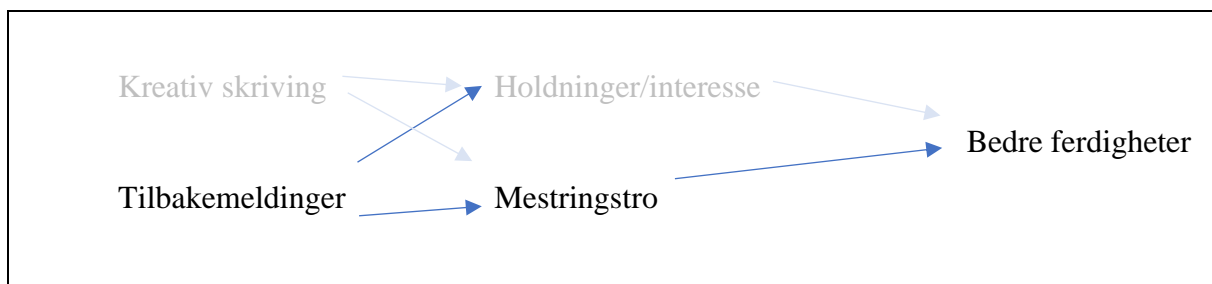 Kreativ skriving
Holdninger/interesse
Bedre ferdigheter
Tilbakemeldinger
Mestringstro